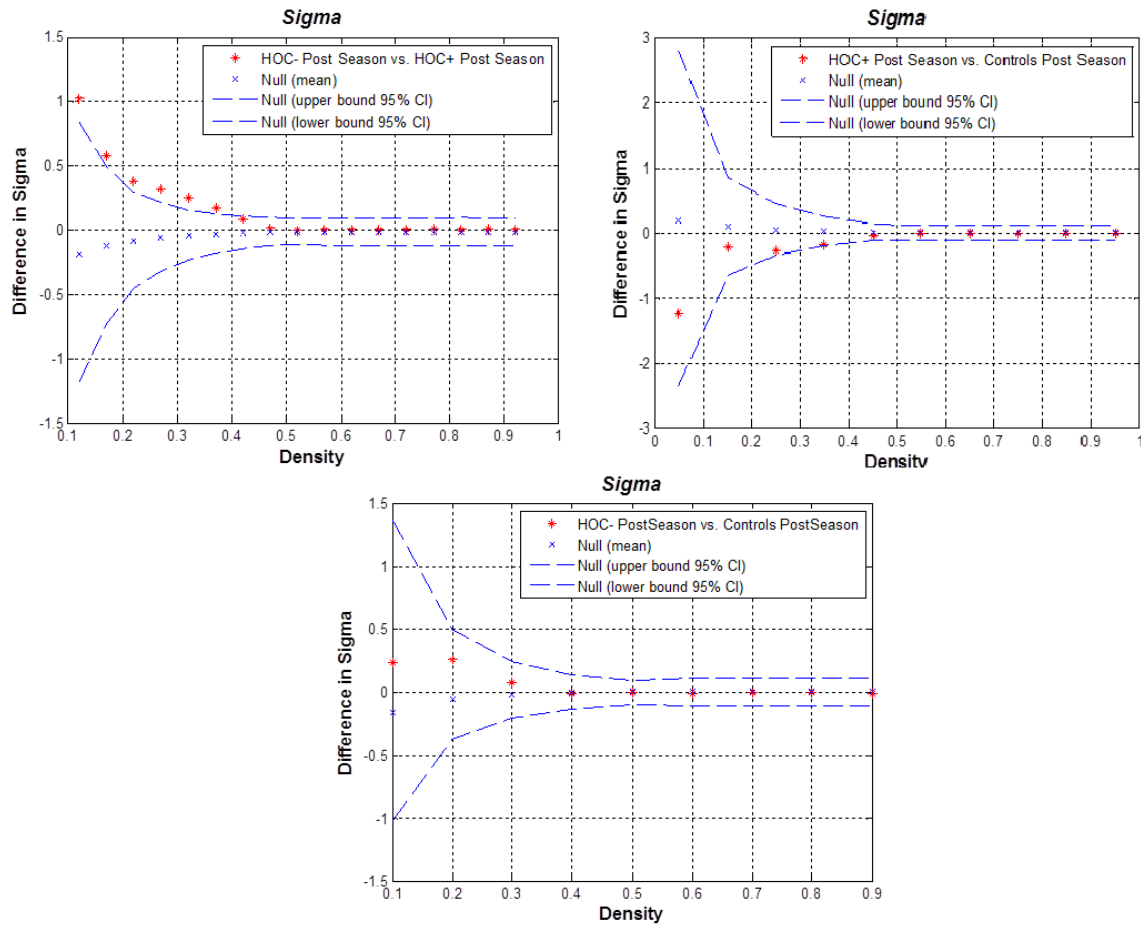 Sigma
1.5
1
0.5
0
-0.5
-1
-1.5
Difference in Sigma
HOC- Post Season vs. HOC+ Post Season
Null (mean)
Null (upper bound 95% CI)
Null (lower bound 95% CI)
0.1 0.2 0.3 0.4 0.5 0.6 0.7 0.8 0.9 1
Density
Sigma
3
2
1
0
-1
-2
-3
Difference in Sigma
HOC+ Post Season vs. Controls Post Season
Null (mean)
Null (upper bound 95% CI)
Null (lower bound 95% CI)
0 0.1 0.2 0.3 0.4 0.5 0.6 0.7 0.8 0.9 1
Density
Sigma
1.5
1
0.5
0
-0.5
-1
-1.5
Difference in Sigma
HOC- PostSeason vs. Controls PostSeason
Null (mean)
Null (upper bound 95% CI)
Null (lower bound 95% CI)
0.1 0.2 0.3 0.4 0.5 0.6 0.7 0.8 0.9
Density